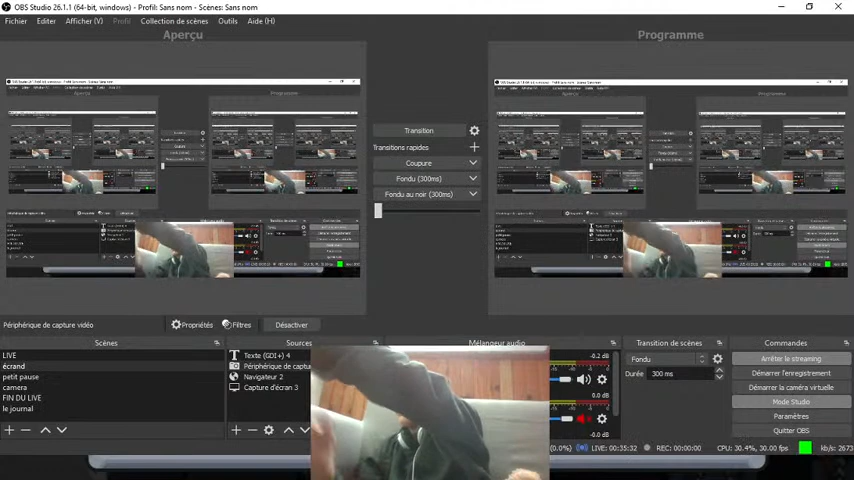 OBS Studio 26.1.1 (64-bit, windows) - Profil: Sans nom - Scènes: Sans nom
Fichier Editer Afficher (V) Profil Collection de scènes Outils Aide (H)
Aperçu
Programme
Transition
Transitions rapides
Coupure
Fondu (300ms)
Fondu au noir (300ms)
Périphérique de capture vidéo
Propriétés
Filtres
Désactiver
Scènes
LIVE
écrand
petit pause
camera
FIN DU LIVE
le journal
Sources
Texte (GDI+) 4
Périphérique de captu
Navigateur 2
Capture d'écran 3
Mélangeur audio
-0.2 dB
0.0 dB
-0.0 dB
Transition de scènes
Fondu
Durée 300 ms
Commandes
Arrêter le streaming
Démarrer l'enregistrement
Démarrer la caméra virtuelle
Mode Studio
Paramètres
Quitter OBS
(0.0%) LIVE: 00:35:32 REC: 00:00:00 CPU: 30.4%, 30.00 fps kb/s: 2673